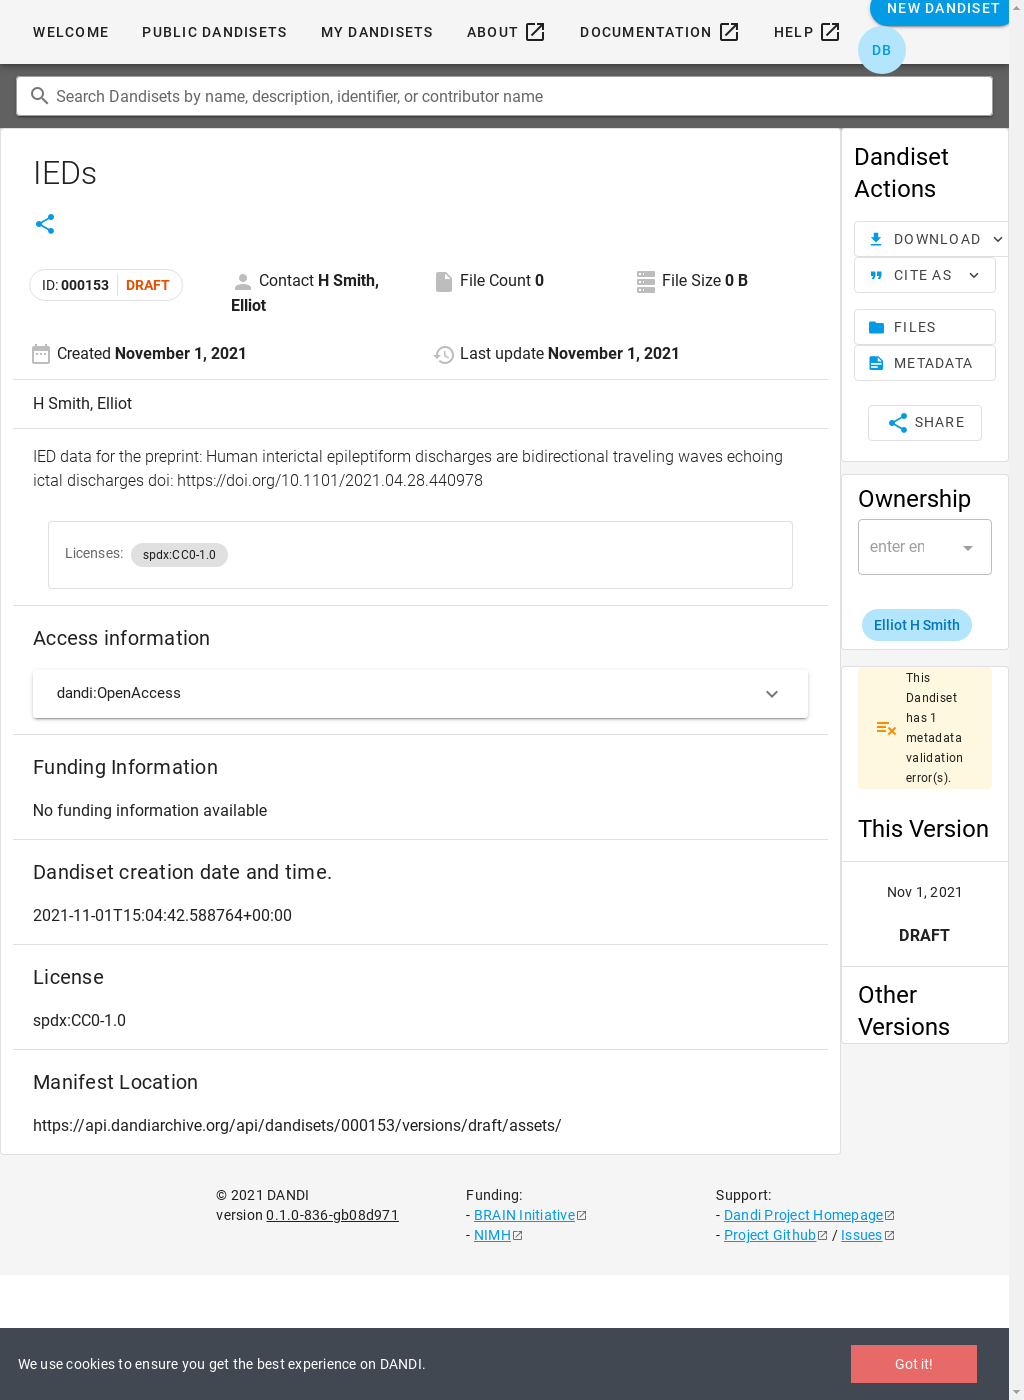 WELCOME
PUBLIC DANDISETS
MY DANDISETS
ABOUT
DOCUMENTATION
HELP
NEW DANDISET
DB
Search Dandisets by name, description, identifier, or contributor name
IEDs
ID: 000153 DRAFT
Contact H Smith,
Elliot
File Count 0
File Size 0 B
Created November 1, 2021
Last update November 1, 2021
H Smith, Elliot
IED data for the preprint: Human interictal epileptiform discharges are bidirectional traveling waves echoing
ictal discharges doi: https://doi.org/10.1101/2021.04.28.440978
Licenses: spdx:CC0-1.0
Access information
dandi:OpenAccess
Funding Information
No funding information available
Dandiset creation date and time.
2021-11-01T15:04:42.588764+00:00
License
spdx:CC0-1.0
Manifest Location
https://api.dandiarchive.org/api/dandisets/000153/versions/draft/assets/
Dandiset
Actions
DOWNLOAD
CITE AS
FILES
METADATA
SHARE
Ownership
enter en
Elliot H Smith
This
Dandiset
has 1
metadata
validation
error(s).
This Version
Nov 1, 2021
DRAFT
Other
Versions
© 2021 DANDI
version 0.1.0-836-gb08d971
Funding:
- BRAIN Initiative
- NIMH
Support:
- Dandi Project Homepage
- Project Github / Issues
We use cookies to ensure you get the best experience on DANDI.
Got it!